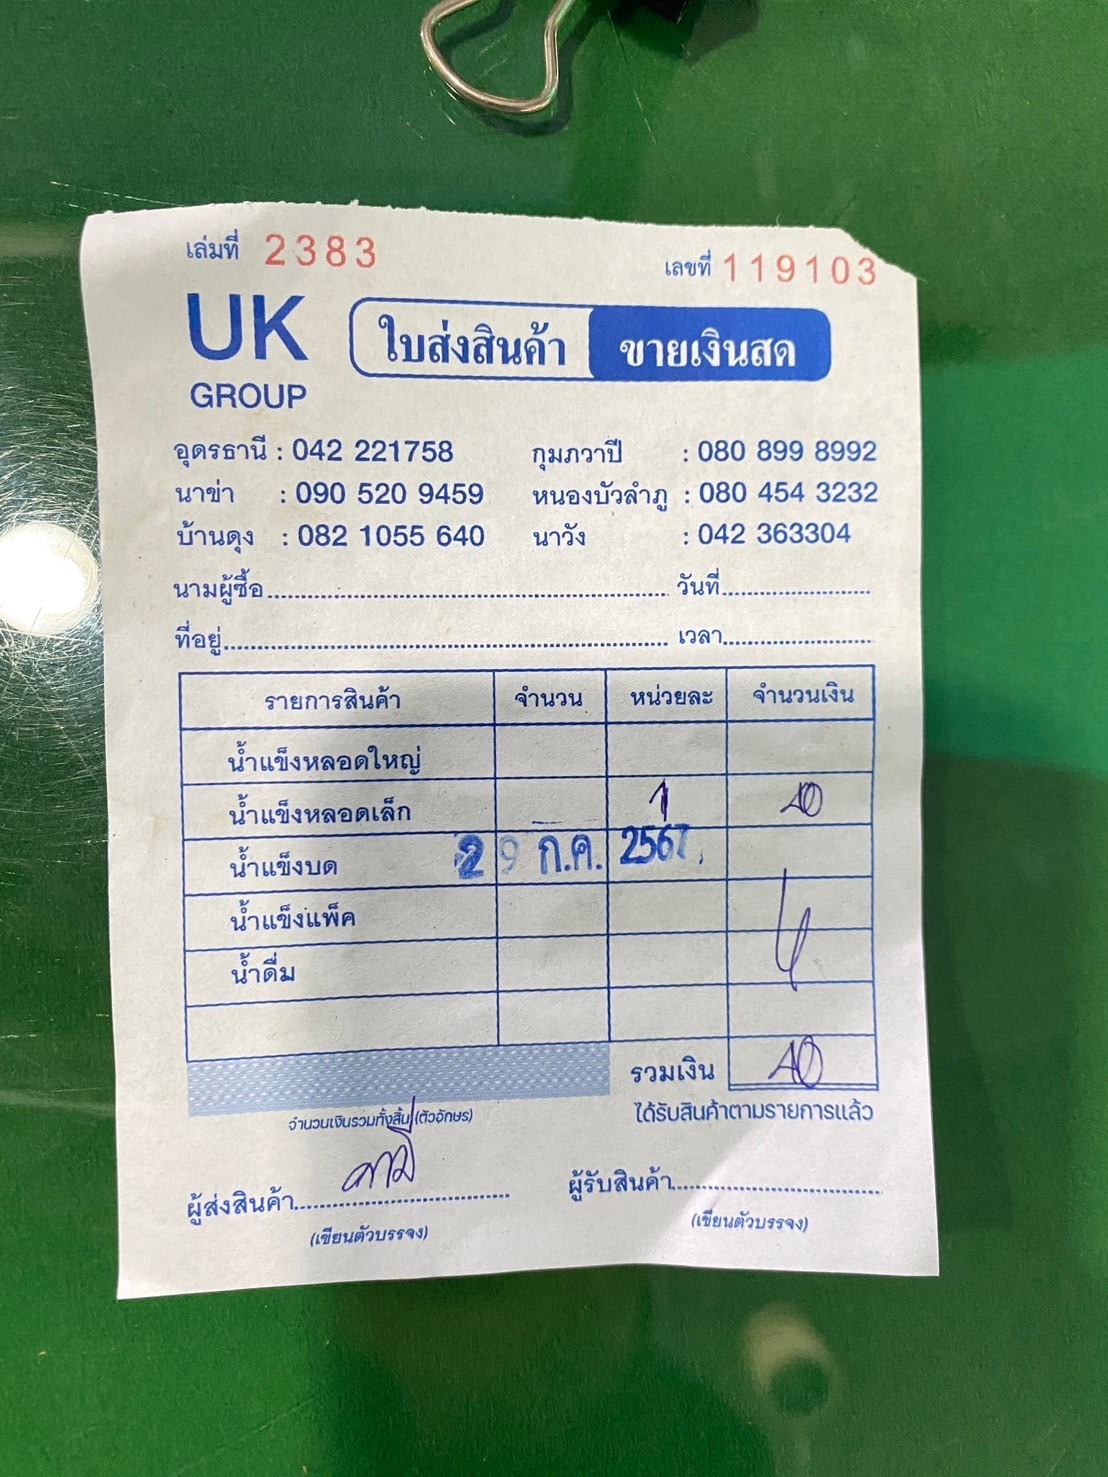 เล่มที่ 2383
เลขที่ 119103
UK
GROUP
ใบส่งสินค้า ขายเงินสด
อุดรธานี : 042 221758 กุมภวาปี : 080 899 8992
นาข่า : 090 520 9459 หนองบัวลำภู : 080 454 3232
บ้านดุง : 082 1055 640 นาวัง : 042 363304
นามผู้ซื้อ วันที่
ที่อยู่ เวลา
รายการสินค้า จำนวน หน่วยละ จำนวนเงิน
น้ำแข็งหลอดใหญ่
น้ำแข็งหลอดเล็ก 1 40
29 ก.ค. 2567
น้ำแข็งบด
น้ำแข็งแพ็ค
น้ำดื่ม
รวมเงิน 40
จำนวนเงินรวมทั้งสิ้น (ตัวอักษร)
ได้รับสินค้าตามรายการแล้ว
ผู้ส่งสินค้า ผู้รับสินค้า
(เขียนตัวบรรจง) (เขียนตัวบรรจง)